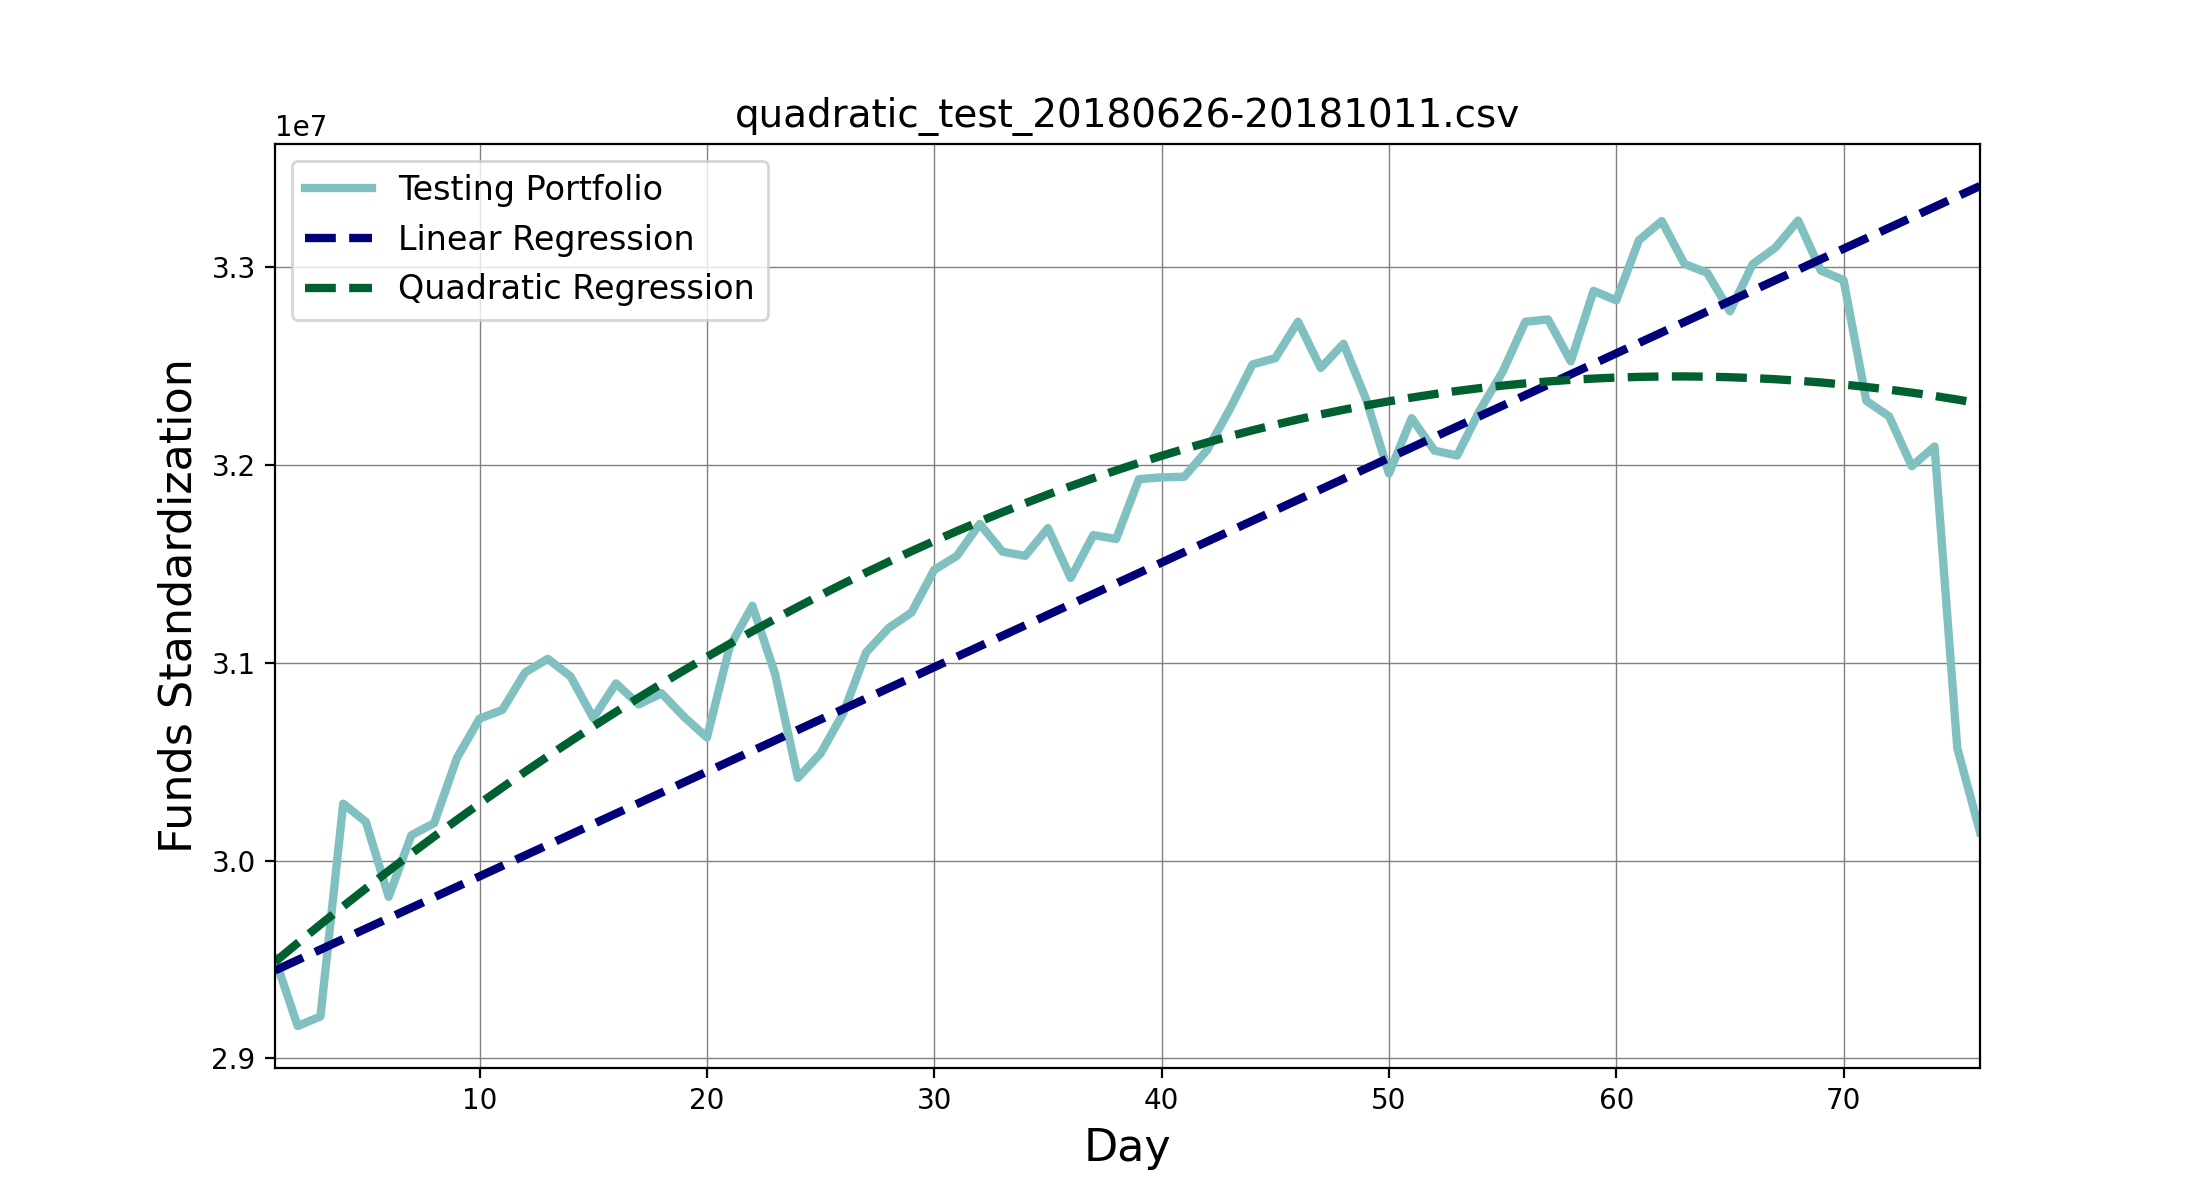 quadratic_test_20180626-20181011.csv
1e7
Testing Portfolio
Linear Regression
Quadratic Regression
3.3
3.2
3.1
3.0
2.9
Funds Standardization
10 20 30 40 50 60 70
Day